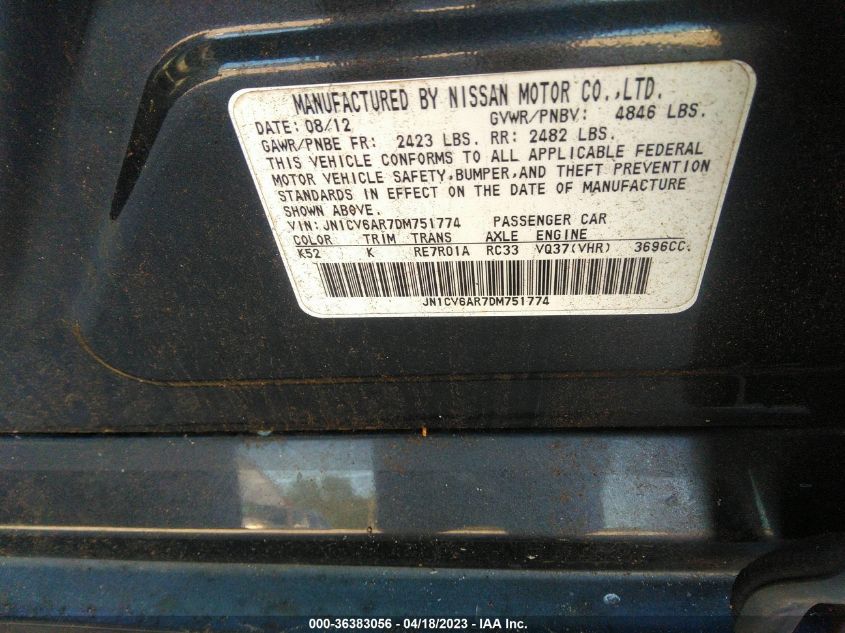 MANUFACTURED BY NISSAN MOTOR CO.,LTD.
DATE: 08/12 GVWR/PNBV: 4846 LBS.
GAWR/PNBE FR: 2423 LBS. RR: 2482 LBS.
THIS VEHICLE CONFORMS TO ALL APPLICABLE FEDERAL
MOTOR VEHICLE SAFETY,BUMPER,AND THEFT PREVENTION
STANDARDS IN EFFECT ON THE DATE OF MANUFACTURE
SHOWN ABOVE.
VIN: JN1CV6AR7DM751774 PASSENGER CAR
COLOR TRIM TRANS AXLE ENGINE
K52 K RE7R01A RC33 VQ37(VHR) 3696CC.
JN1CV6AR7DM751774
000-36383056 - 04/18/2023 - IAA Inc.